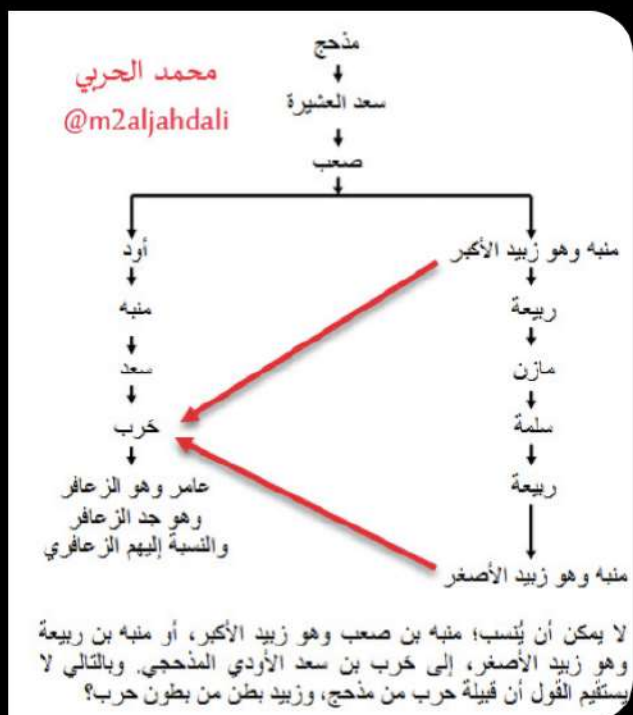 مذحج
محمد الحربي
@m2aljahdali
سعد العشيرة
صعب
منبه وهو زبيد الأكبر
أود
ربيعة
منبه
مازن
سعد
سلمة
حَرب
ربيعة
عامر وهو الزعافر
وهو جد الزعافر
والنسبة إليهم الزعافري
منبه وهو زبيد الأصغر
لا يمكن أن يُنسب؛ منبه بن صعب وهو زبيد الأكبر، أو منبه بن ربيعة
وهو زبيد الأصغر، إلى حَرب بن سعد الأودي المذحجي. وبالتالي لا
يستقيم القول أن قبيلة حرب من مذحج، وزبيد بطن من بطون حرب؟